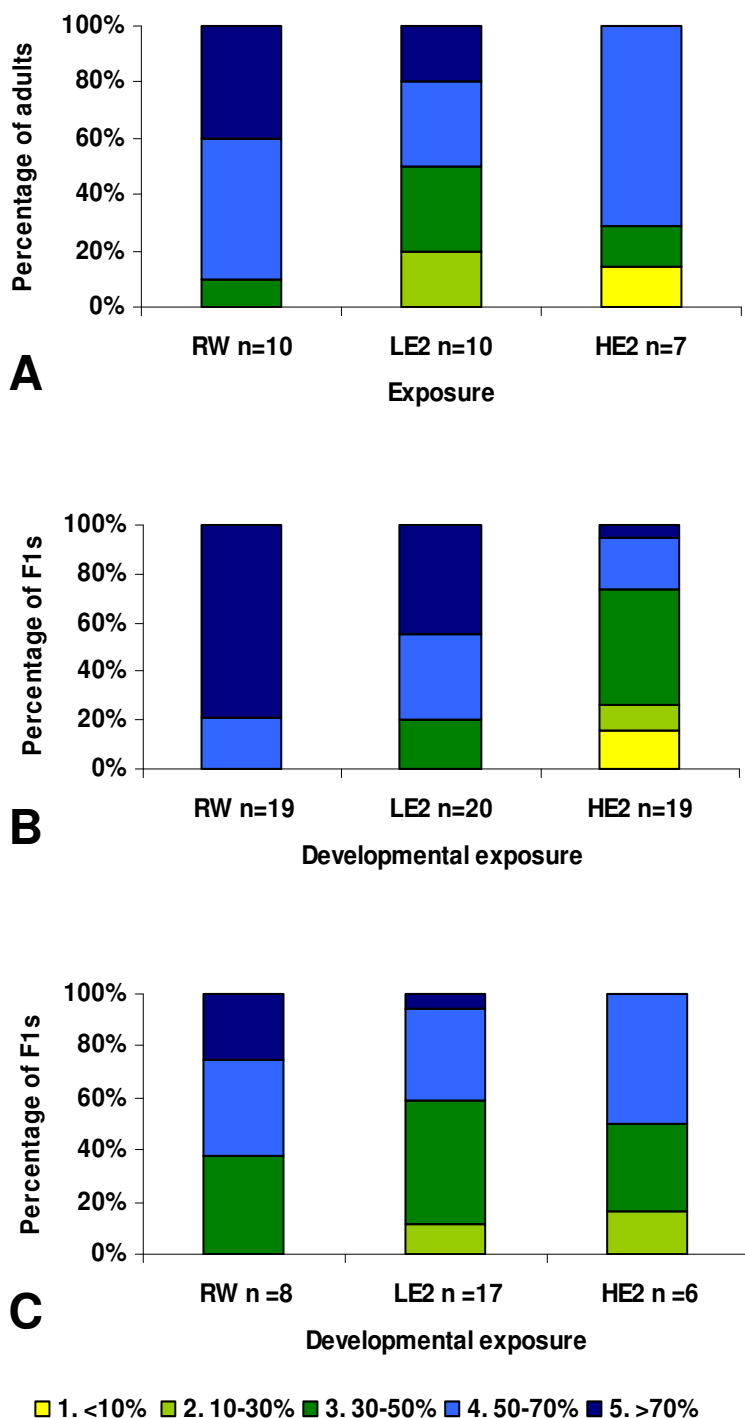 Percentage of adults
100%
80%
60%
40%
20%
0%
RW n=10 LE2 n=10 HE2 n=7
A
Exposure
Percentage of F1s
100%
80%
60%
40%
20%
0%
RW n=19 LE2 n=20 HE2 n=19
B
Developmental exposure
Percentage of F1s
100%
80%
60%
40%
20%
0%
RW n =8 LE2 n =17 HE2 n =6
C
Developmental exposure
1. <10% 2. 10-30% 3. 30-50% 4. 50-70% 5. >70%